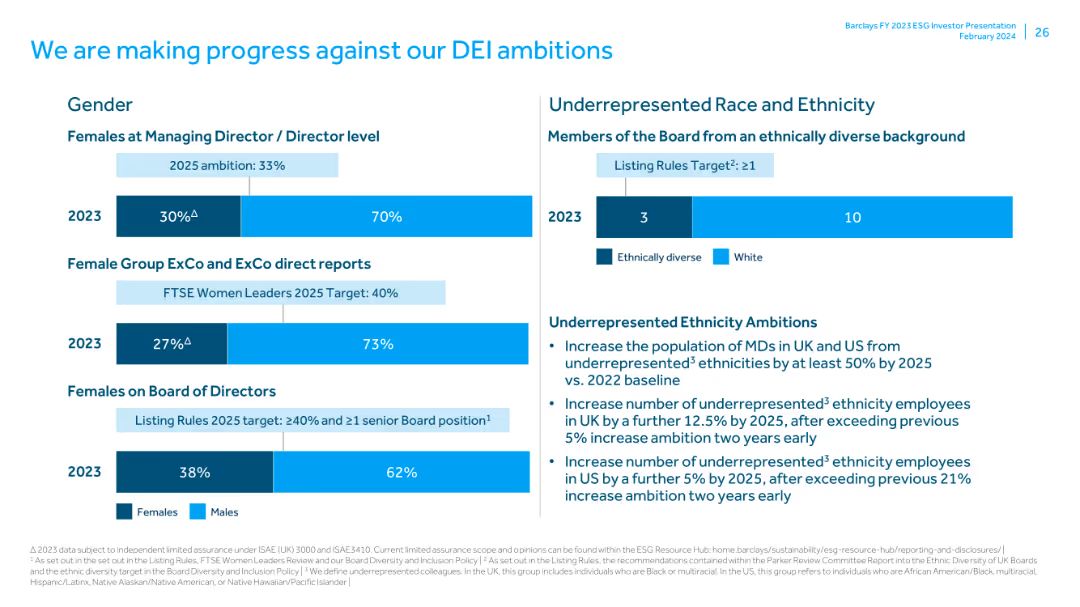 Barclays FY 2023 ESG Investor Presentation
February 2024
26
We are making progress against our DEI ambitions
Gender
Females at Managing Director / Director level
2025 ambition: 33%
2023
30%Δ
70%
Female Group ExCo and ExCo direct reports
FTSE Women Leaders 2025 Target: 40%
2023
27%Δ
73%
Females on Board of Directors
Listing Rules 2025 target: ≥40% and ≥1 senior Board position¹
2023
38%
62%
Females
Males
Underrepresented Race and Ethnicity
Members of the Board from an ethnically diverse background
Listing Rules Target²: ≥1
2023
3
10
Ethnically diverse
White
Underrepresented Ethnicity Ambitions
• Increase the population of MDs in UK and US from
underrepresented³ ethnicities by at least 50% by 2025
vs. 2022 baseline
• Increase number of underrepresented³ ethnicity employees
in UK by a further 12.5% by 2025, after exceeding previous
5% increase ambition two years early
• Increase number of underrepresented³ ethnicity employees
in US by a further 5% by 2025, after exceeding previous 21%
increase ambition two years early
Δ 2023 data subject to independent limited assurance under ISAE (UK) 3000 and ISAE3410. Current limited assurance scope and opinions can be found within the ESG Resource Hub: home.barclays/sustainability/esg-resource-hub/reporting-and-disclosures/ |
¹ As set out in the set out in the Listing Rules, FTSE Women Leaders Review and our Board Diversity and Inclusion Policy | ² As set out in the Listing Rules, the recommendations contained within the Parker Review Committee Report into the Ethnic Diversity of UK Boards
and the ethnic diversity target in the Board Diversity and Inclusion Policy | ³ We define underrepresented colleagues. In the UK, this group includes individuals who are Black or multiracial. In the US, this group refers to individuals who are African American/Black, multiracial,
Hispanic/Latinx, Native Alaskan/Native American, or Native Hawaiian/Pacific Islander |